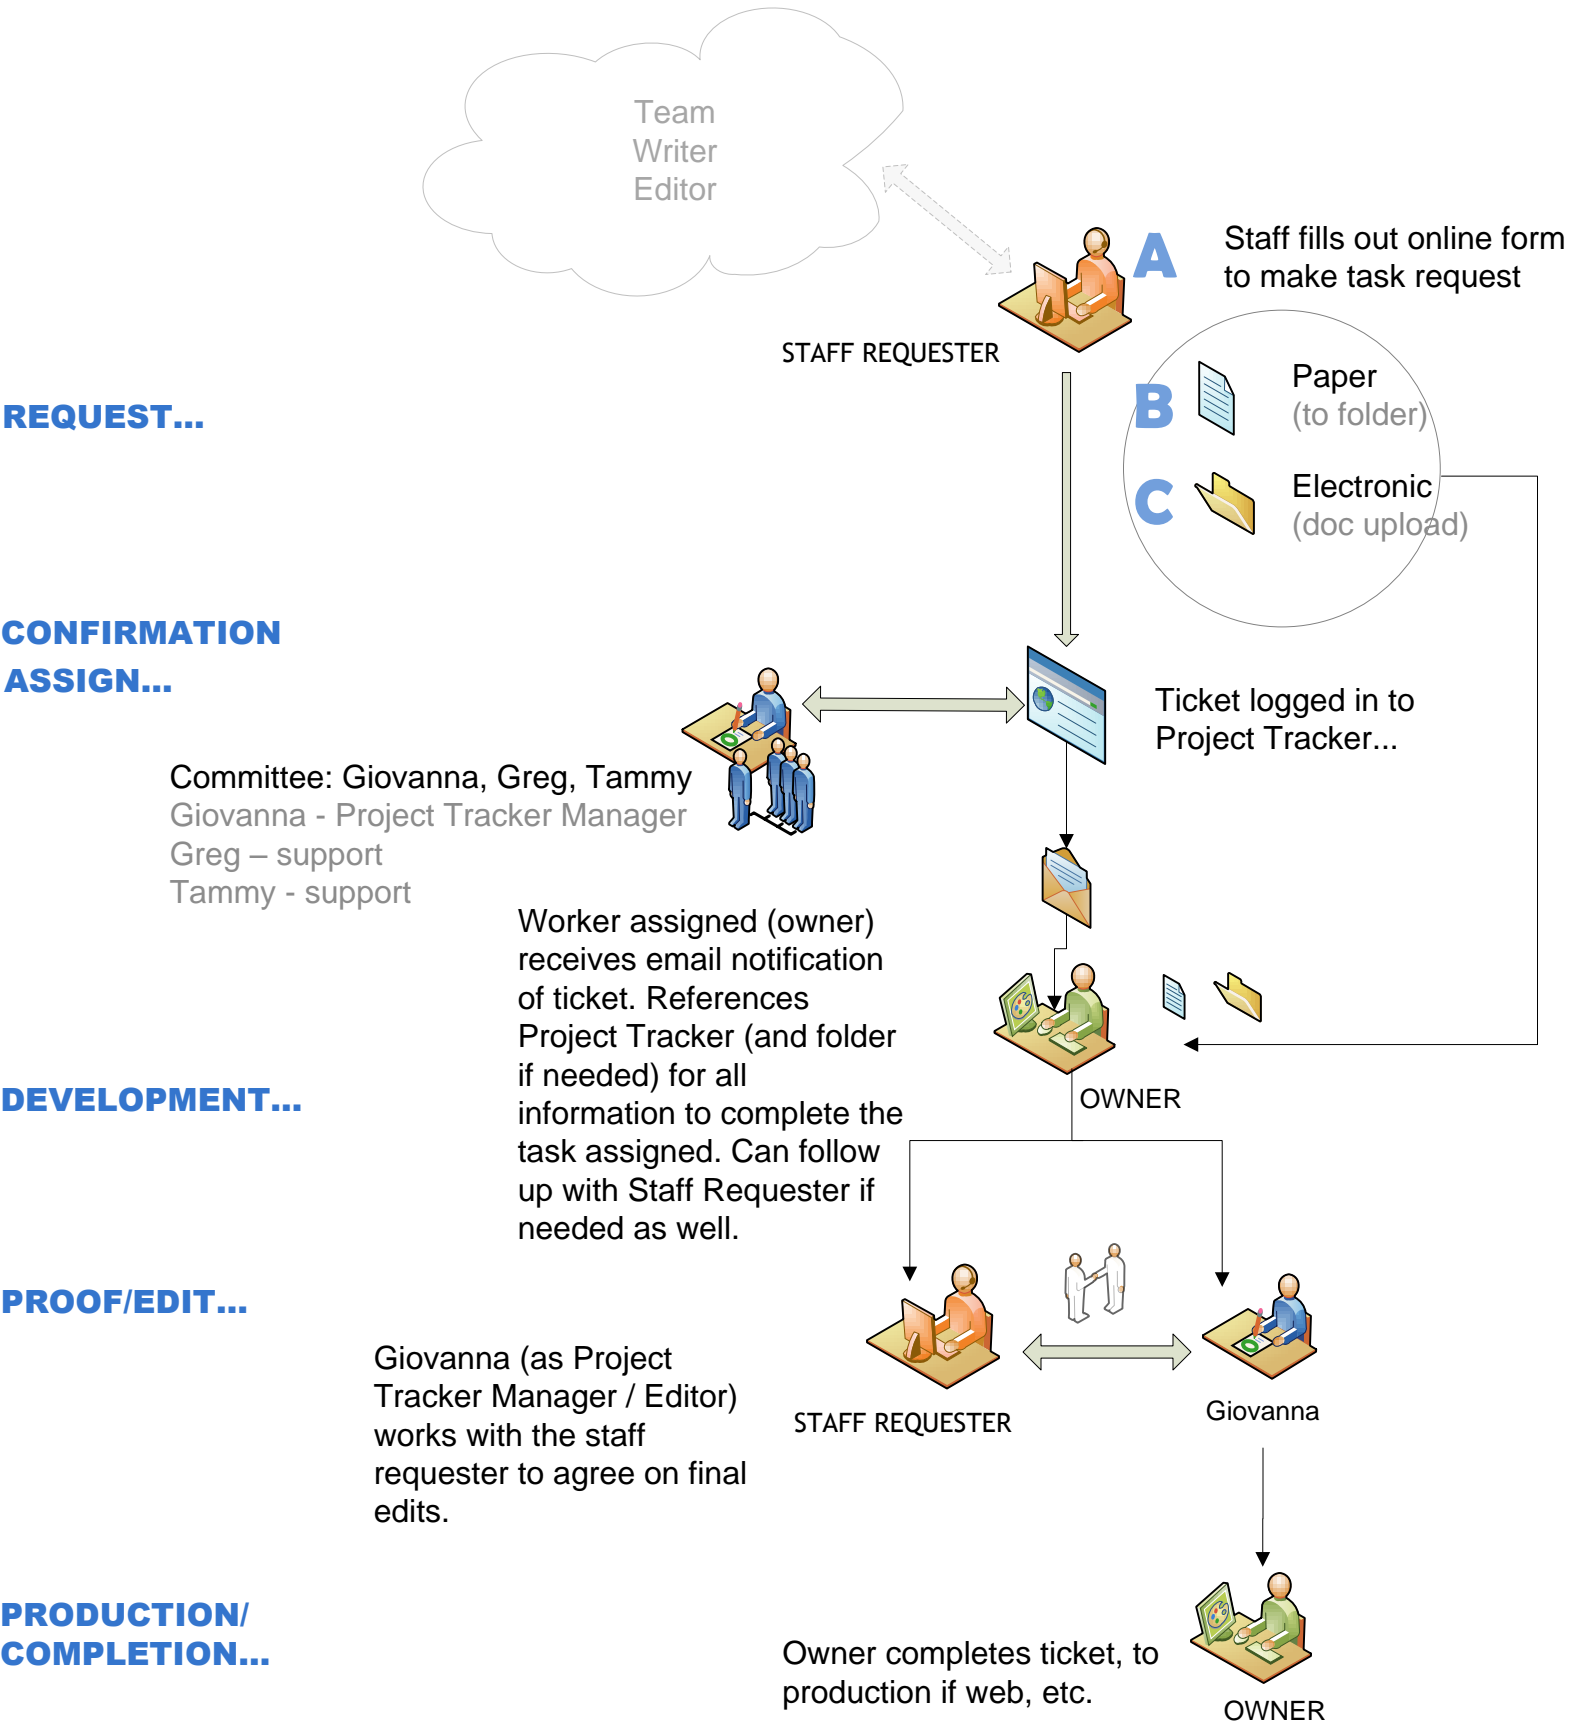 Team
Writer
Editor
A
Staff fills out online form
to make task request
STAFF REQUESTER
REQUEST...
B
Paper
(to folder)
C
Electronic
(doc upload)
CONFIRMATION
ASSIGN...
Ticket logged in to
Project Tracker...
Committee: Giovanna, Greg, Tammy
Giovanna - Project Tracker Manager
Greg – support
Tammy - support
Worker assigned (owner)
receives email notification
of ticket. References
Project Tracker (and folder
if needed) for all
information to complete the
task assigned. Can follow
up with Staff Requester if
needed as well.
OWNER
DEVELOPMENT...
PROOF/EDIT...
Giovanna (as Project
Tracker Manager / Editor)
works with the staff
requester to agree on final
edits.
STAFF REQUESTER
Giovanna
PRODUCTION/
COMPLETION...
Owner completes ticket, to
production if web, etc.
OWNER